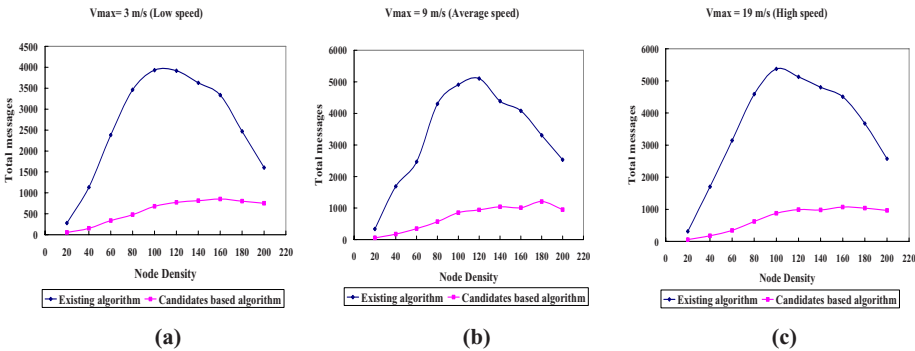 Vmax= 3 m/s (Low speed)
Total messages
4500
4000
3500
3000
2500
2000
1500
1000
500
0
0 20 40 60 80 100 120 140 160 180 200 220
Node Density
Existing algorithm Candidates based algorithm
(a)
Vmax = 9 m/s (Average speed)
Total messages
6000
5000
4000
3000
2000
1000
0
0 20 40 60 80 100 120 140 160 180 200 220
Node Density
Existing algorithm Candidates based algorithm
(b)
Vmax = 19 m/s (High speed)
Total messages
6000
5000
4000
3000
2000
1000
0
0 20 40 60 80 100 120 140 160 180 200 220
Node Density
Existing algorithm Candidates based algorithm
(c)